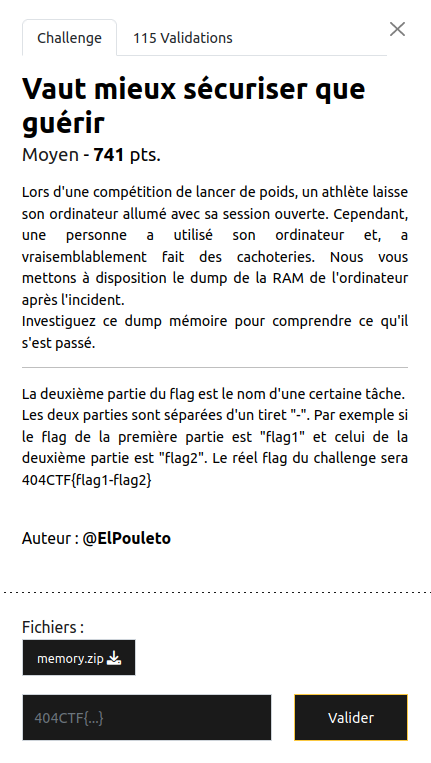 Challenge
115 Validations
Vaut mieux sécuriser que
guérir
Moyen - 741 pts.
Lors d'une compétition de lancer de poids, un athlète laisse
son ordinateur allumé avec sa session ouverte. Cependant,
une personne a utilisé son ordinateur et, a
vraisemblablement fait des cachoteries. Nous vous
mettons à disposition le dump de la RAM de l'ordinateur
après l'incident.
Investiguez ce dump mémoire pour comprendre ce qu'il
s'est passé.
La deuxième partie du flag est le nom d'une certaine tâche.
Les deux parties sont séparées d'un tiret "-". Par exemple si
le flag de la première partie est "flag1" et celui de la
deuxième partie est "flag2". Le réel flag du challenge sera
404CTF{flag1-flag2}
Auteur : @ElPouleto
Fichiers :
memory.zip
404CTF{...}
Valider